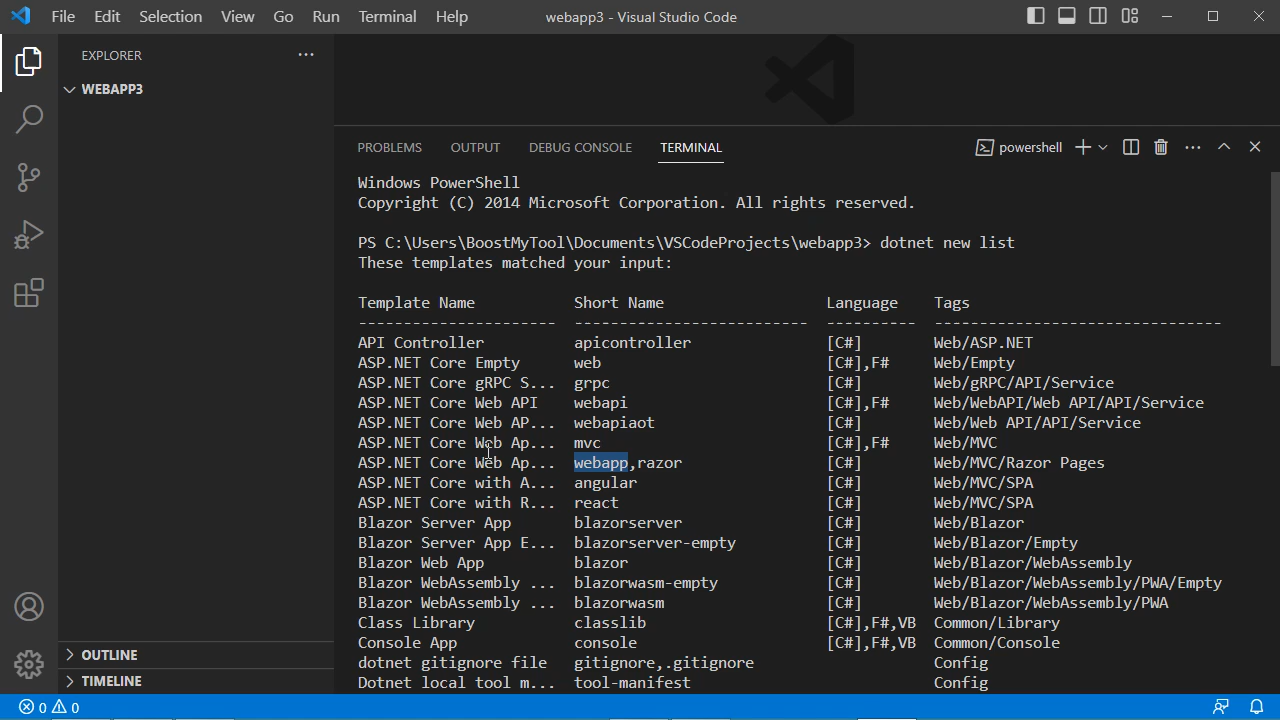 File Edit Selection View Go Run Terminal Help webapp3 - Visual Studio Code
EXPLORER
WEBAPP3
PROBLEMS OUTPUT DEBUG CONSOLE TERMINAL powershell
Windows PowerShell
Copyright (C) 2014 Microsoft Corporation. All rights reserved.
PS C:\Users\BoostMyTool\Documents\VSCodeProjects\webapp3> dotnet new list
These templates matched your input:
Template Name Short Name Language Tags
---------------------- -------------------------- ---------- --------------------------------
API Controller apicontroller [C#] Web/ASP.NET
ASP.NET Core Empty web [C#],F# Web/Empty
ASP.NET Core gRPC S... grpc [C#] Web/gRPC/API/Service
ASP.NET Core Web API webapi [C#],F# Web/WebAPI/Web API/API/Service
ASP.NET Core Web AP... webapiaot [C#] Web/Web API/API/Service
ASP.NET Core Web Ap... mvc [C#],F# Web/MVC
ASP.NET Core Web Ap... webapp,razor [C#] Web/MVC/Razor Pages
ASP.NET Core with A... angular [C#] Web/MVC/SPA
ASP.NET Core with R... react [C#] Web/MVC/SPA
Blazor Server App blazorserver [C#] Web/Blazor
Blazor Server App E... blazorserver-empty [C#] Web/Blazor/Empty
Blazor Web App blazor [C#] Web/Blazor/WebAssembly
Blazor WebAssembly ... blazorwasm-empty [C#] Web/Blazor/WebAssembly/PWA/Empty
Blazor WebAssembly ... blazorwasm [C#] Web/Blazor/WebAssembly/PWA
Class Library classlib [C#],F#,VB Common/Library
Console App console [C#],F#,VB Common/Console
dotnet gitignore file gitignore,.gitignore Config
Dotnet local tool m... tool-manifest Config
OUTLINE
TIMELINE
0 0